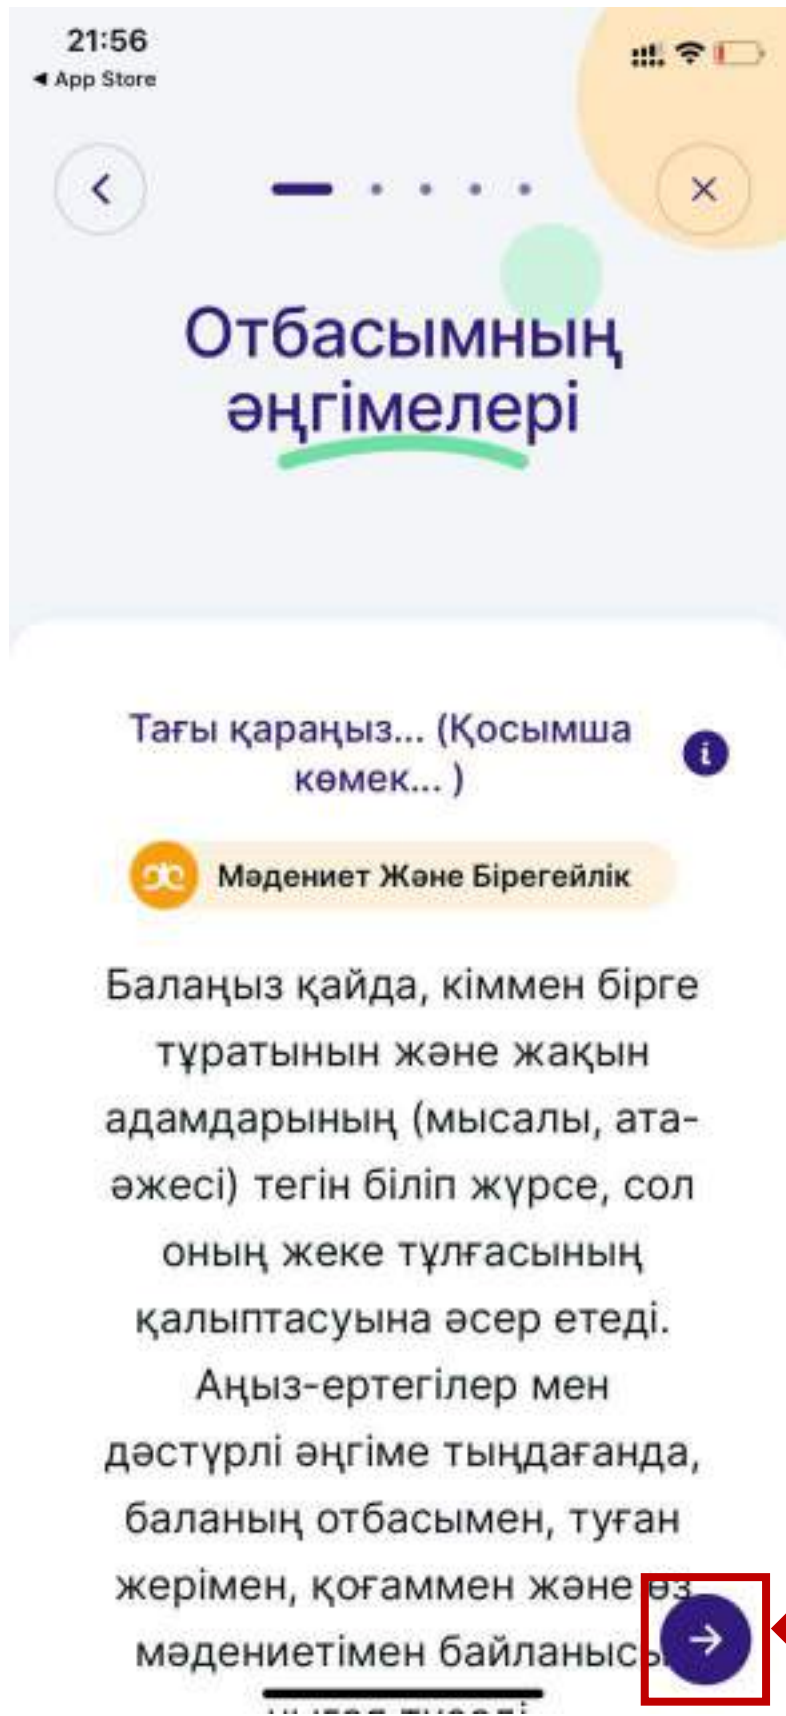 21:56
◀ App Store
Отбасымның
әңгімелері
Тағы қараңыз... (Қосымша
көмек... )
Мәдениет Және Бірегейлік
Балаңыз қайда, кіммен бірге
тұратынын және жақын
адамдарының (мысалы, ата-
әжесі) тегін біліп жүрсе, сол
оның жеке тұлғасының
қалыптасуына әсер етеді.
Аңыз-ертегілер мен
дәстүрлі әңгіме тыңдағанда,
баланың отбасымен, туған
жерімен, қоғаммен және өз
мәдениетімен байланысы